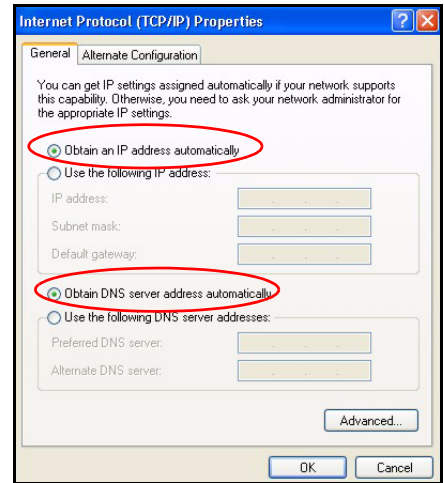 Internet Protocol (TCP/IP) Properties
General
Alternate Configuration
You can get IP settings assigned automatically if your network supports
this capability. Otherwise, you need to ask your network administrator for
the appropriate IP settings.
Obtain an IP address automatically
Use the following IP address:
IP address:
Subnet mask:
Default gateway:
Obtain DNS server address automatically
Use the following DNS server addresses:
Preferred DNS server:
Alternate DNS server:
Advanced...
OK
Cancel